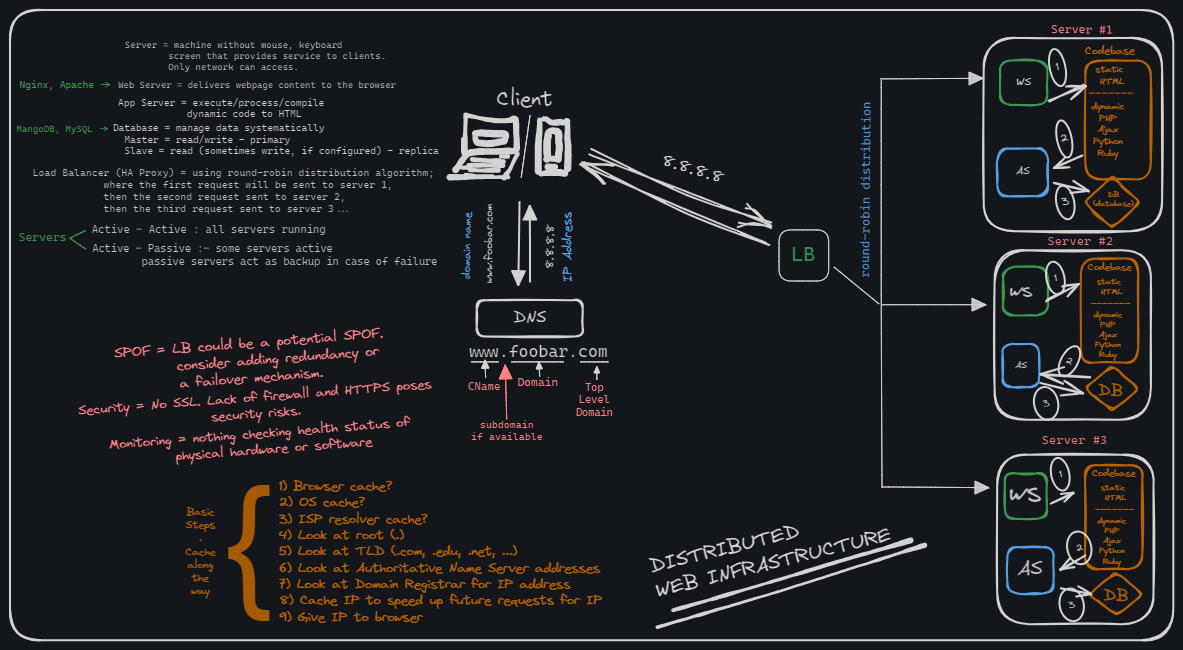 Server = machine without mouse, keyboard
screen that provides service to clients.
Only network can access.
Nginx, Apache → Web Server = delivers webpage content to the browser
App Server = execute/process/compile
dynamic code to HTML
MangoDB, MySQL → Database = manage data systematically
Master = read/write - primary
Slave = read (sometimes write, if configured) - replica
Load Balancer (HA Proxy) = using round-robin distribution algorithm;
where the first request will be sent to server 1,
then the second request sent to server 2,
then the third request sent to server 3...
Servers
Active - Active : all servers running
Active - Passive :- some servers active
passive servers act as backup in case of failure
SPOF = LB could be a potential SPOF.
consider adding redundancy or
a failover mechanism.
Security = No SSL. Lack of firewall and HTTPS poses
security risks.
Monitoring = nothing checking health status of
physical hardware or software
Basic
Steps
.
Cache
along
the
way
1) Browser cache?
2) OS cache?
3) ISP resolver cache?
4) Look at root (.)
5) Look at TLD (.com, .edu, .net, ...)
6) Look at Authoritative Name Server addresses
7) Look at Domain Registrar for IP address
8) Cache IP to speed up future requests for IP
9) Give IP to browser
Client
domain name
www.foobar.com
8.8.8.8
IP Address
DNS
www.foobar.com
CName
Domain
Top
Level
Domain
subdomain
if available
8.8.8.8
LB
round-robin distribution
DISTRIBUTED
WEB INFRASTRUCTURE
Server #1
WS
1
Codebase
static
HTML
-------
dynamic
PHP
Ajax
Python
Ruby
2
AS
3
DB
(database)
Server #2
WS
1
Codebase
static
HTML
-------
dynamic
PHP
Ajax
Python
Ruby
AS
2
3
DB
Server #3
WS
1
Codebase
static
HTML
-------
dynamic
PHP
Ajax
Python
Ruby
2
AS
3
DB